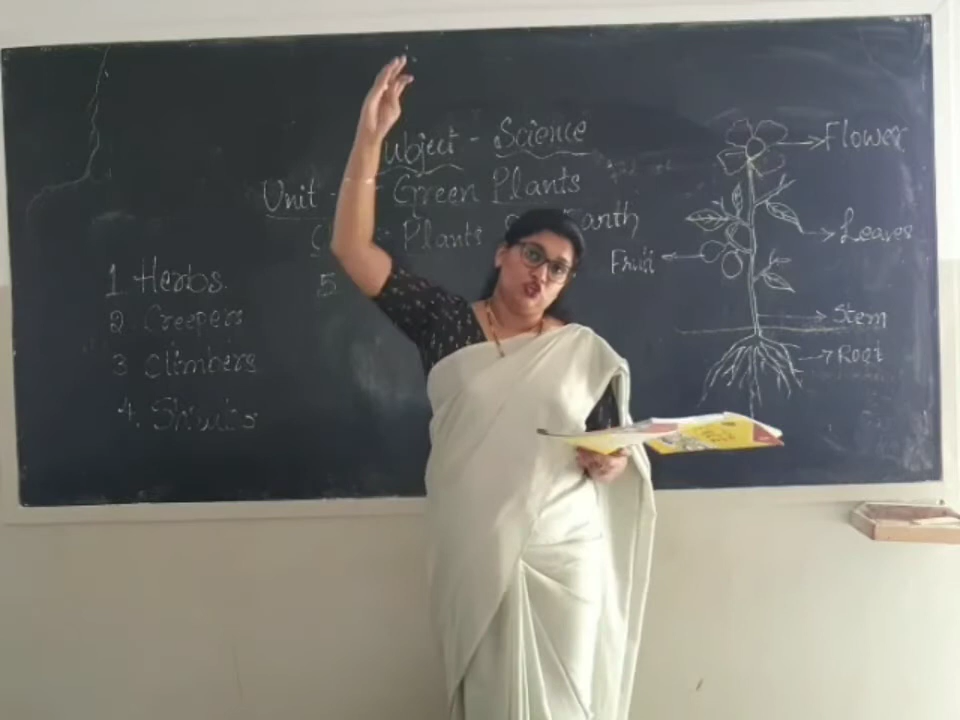 ubject - Science
Unit - Green Plants
Plants Earth
1 Herbs.
2. Creepers
3 Climbers
4. Shrubs
5.
Flower
Leaves
Fruit
Stem
Root